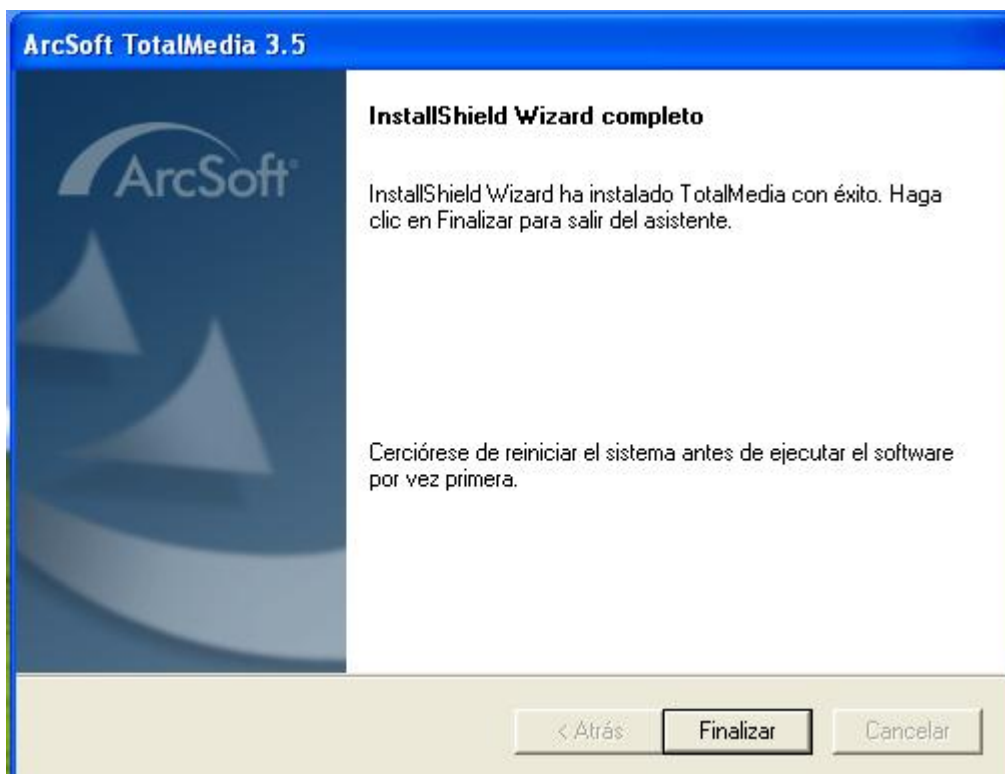 ArcSoft TotalMedia 3.5
ArcSoft®
InstallShield Wizard completo
InstallShield Wizard ha instalado TotalMedia con éxito. Haga
clic en Finalizar para salir del asistente.
Cerciórese de reiniciar el sistema antes de ejecutar el software
por vez primera.
< Atrás
Finalizar
Cancelar